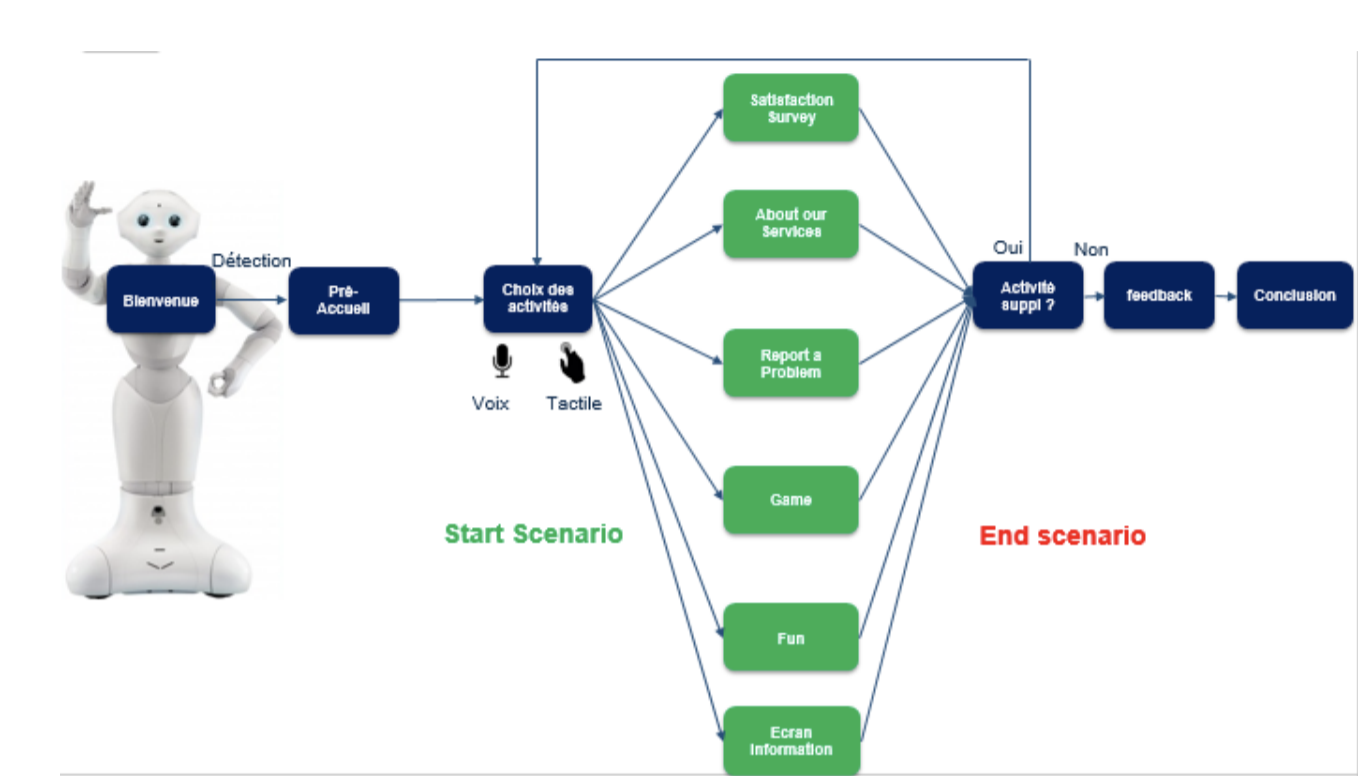 Bienvenue
Détection
Pré-
Accueil
Choix des
activités
Voix
Tactile
Start Scenario
Satisfaction
Survey
About our
Services
Report a
Problem
Game
Fun
Ecran
Information
Oui
Activité
suppl ?
Non
feedback
Conclusion
End scenario